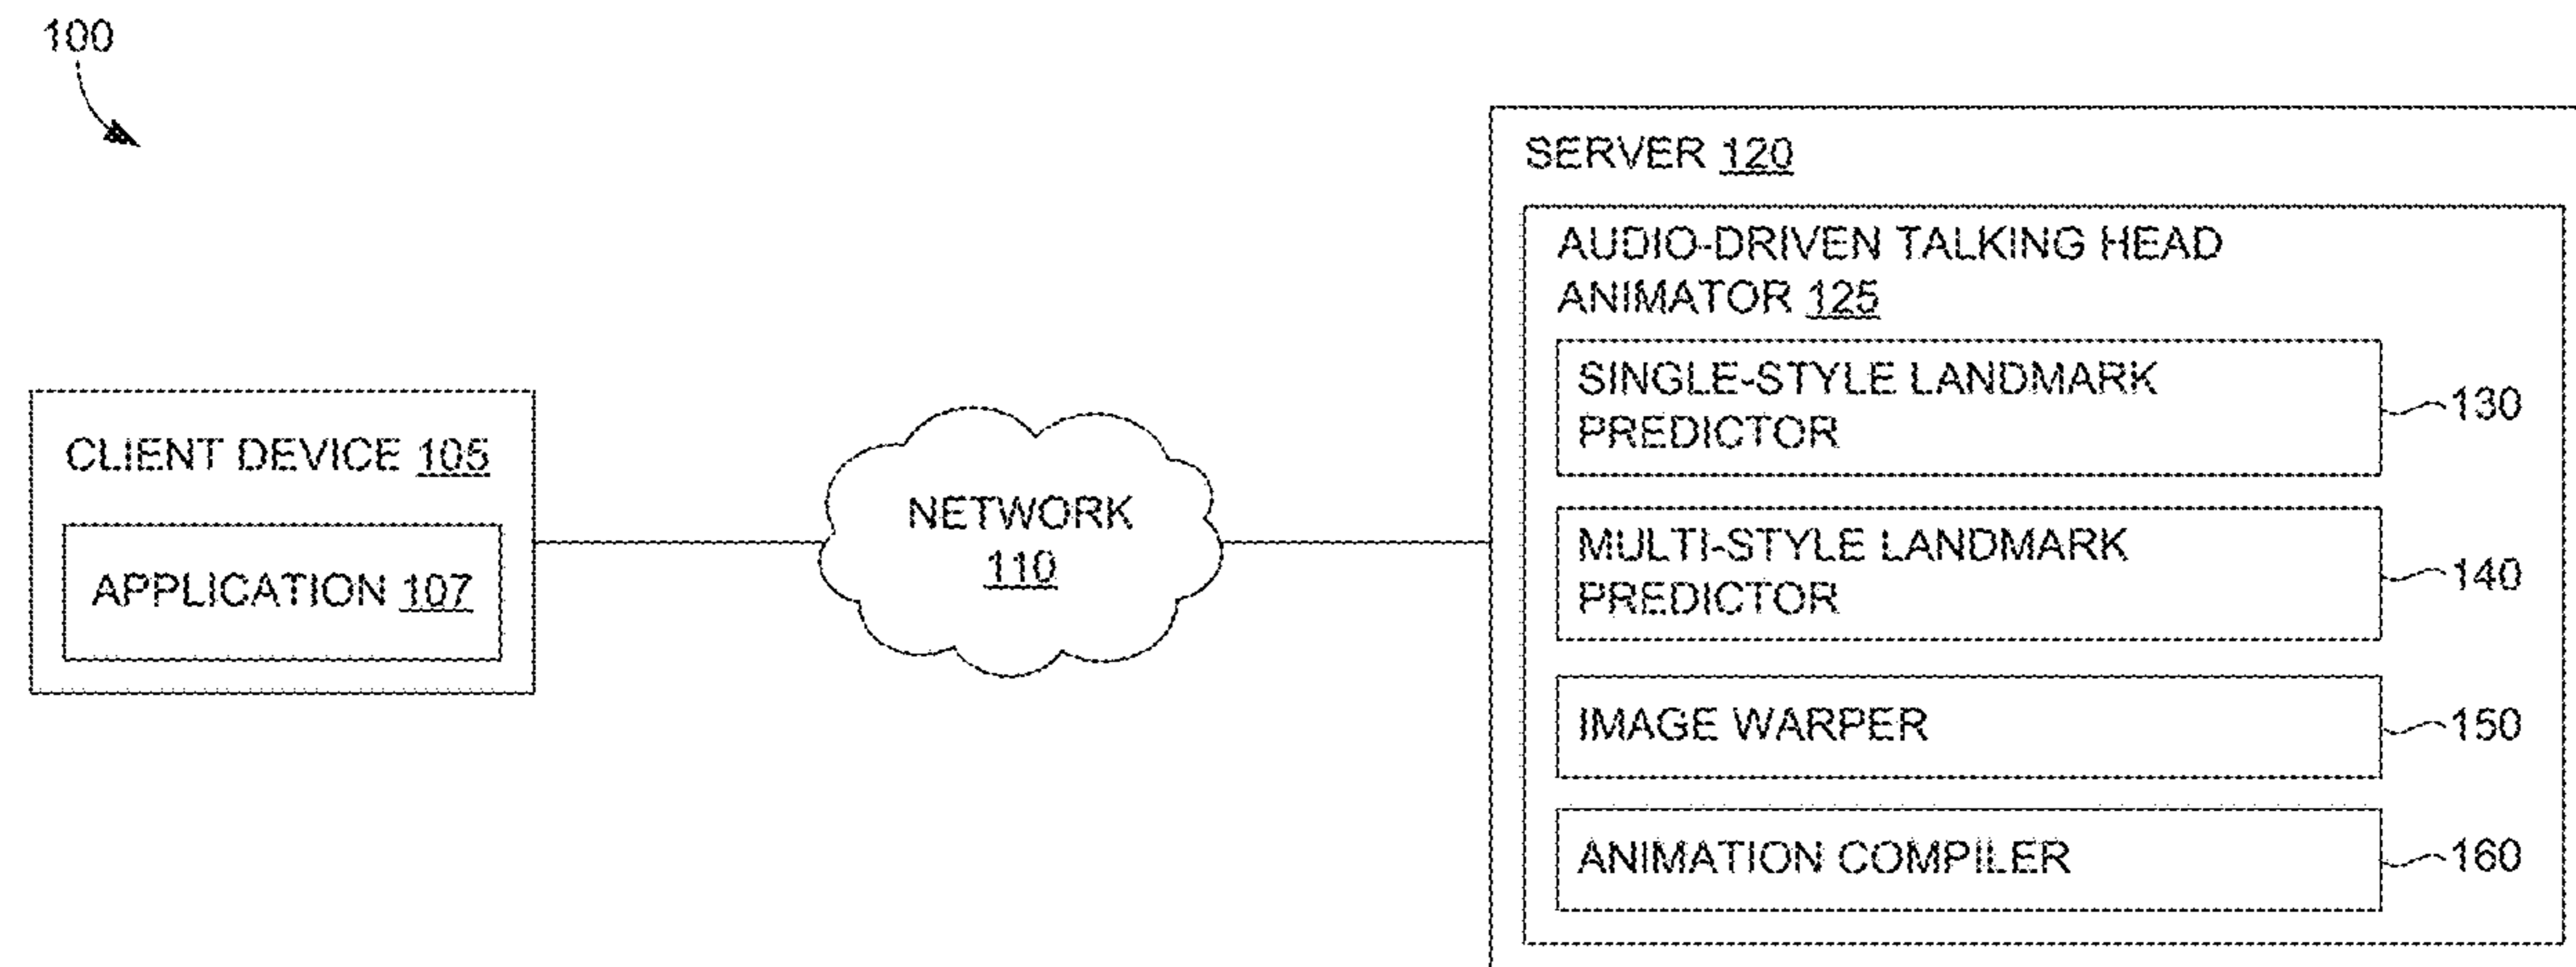 100
SERVER 120
AUDIO-DRIVEN TALKING HEAD
ANIMATOR 125
SINGLE-STYLE LANDMARK
PREDICTOR
130
CLIENT DEVICE 105
APPLICATION 107
NETWORK
110
MULTI-STYLE LANDMARK
PREDICTOR
140
IMAGE WARPER
150
ANIMATION COMPILER
160